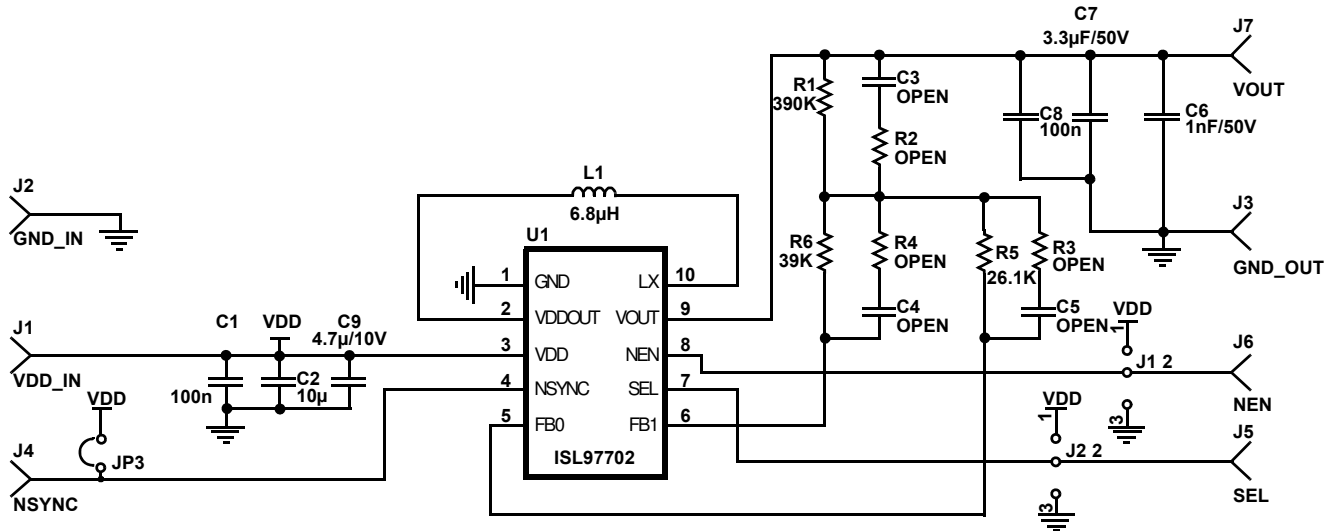 C7
3.3µF/50V
J7
VOUT
R1
390K
C3
OPEN
R2
OPEN
C8
100n
C6
1nF/50V
J2
GND_IN
L1
6.8µH
U1
R6
39K
R4
OPEN
R5
26.1K
R3
OPEN
J3
GND_OUT
1 GND LX 10
2 VDDOUT VOUT 9
3 VDD NEN 8
4 NSYNC SEL 7
5 FB0 FB1 6
ISL97702
C4
OPEN
C5
OPEN
J1
VDD_IN
C1
100n
VDD
C2
10µ
C9
4.7µ/10V
VDD
1
J1 2
3
J6
NEN
VDD
JP3
J4
NSYNC
VDD
1
J2 2
3
J5
SEL